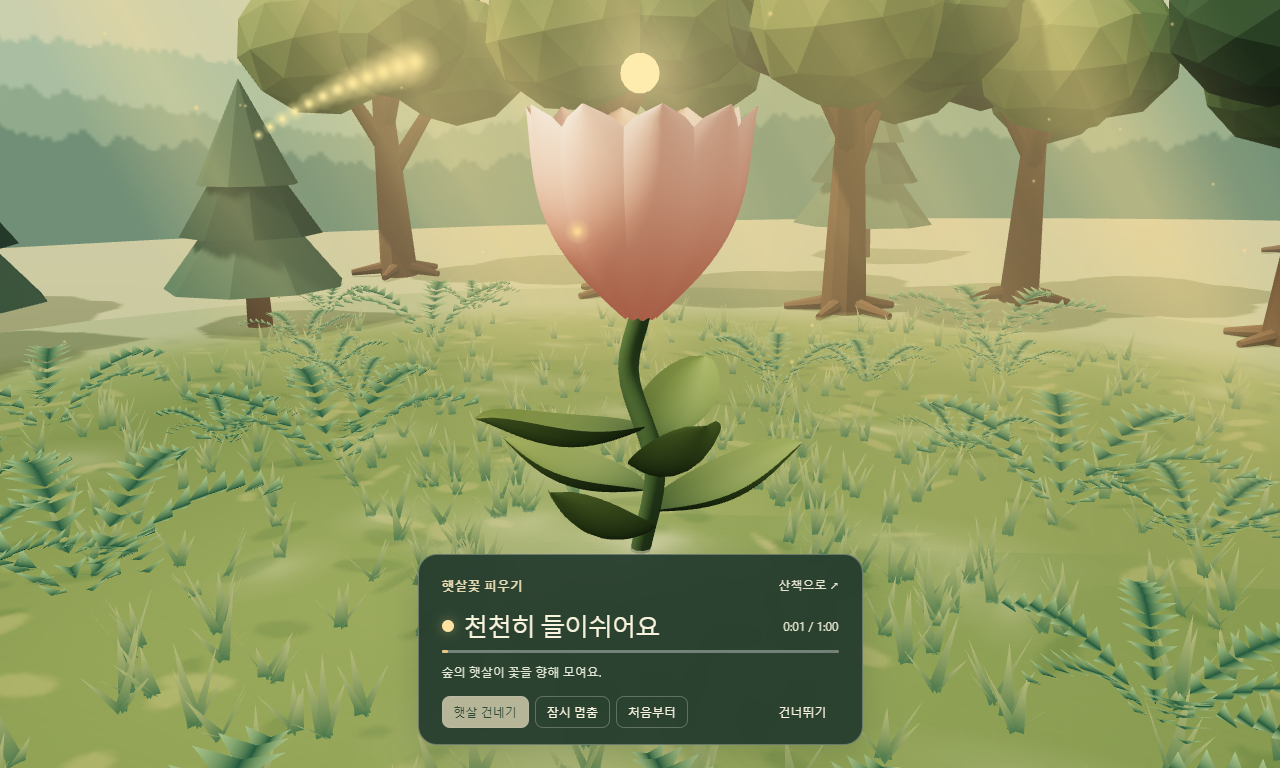 햇살꽃 피우기
산책으로 ↗
천천히 들이쉬어요
0:01 / 1:00
숲의 햇살이 꽃을 향해 모여요.
햇살 건네기
잠시 멈춤
처음부터
건너뛰기